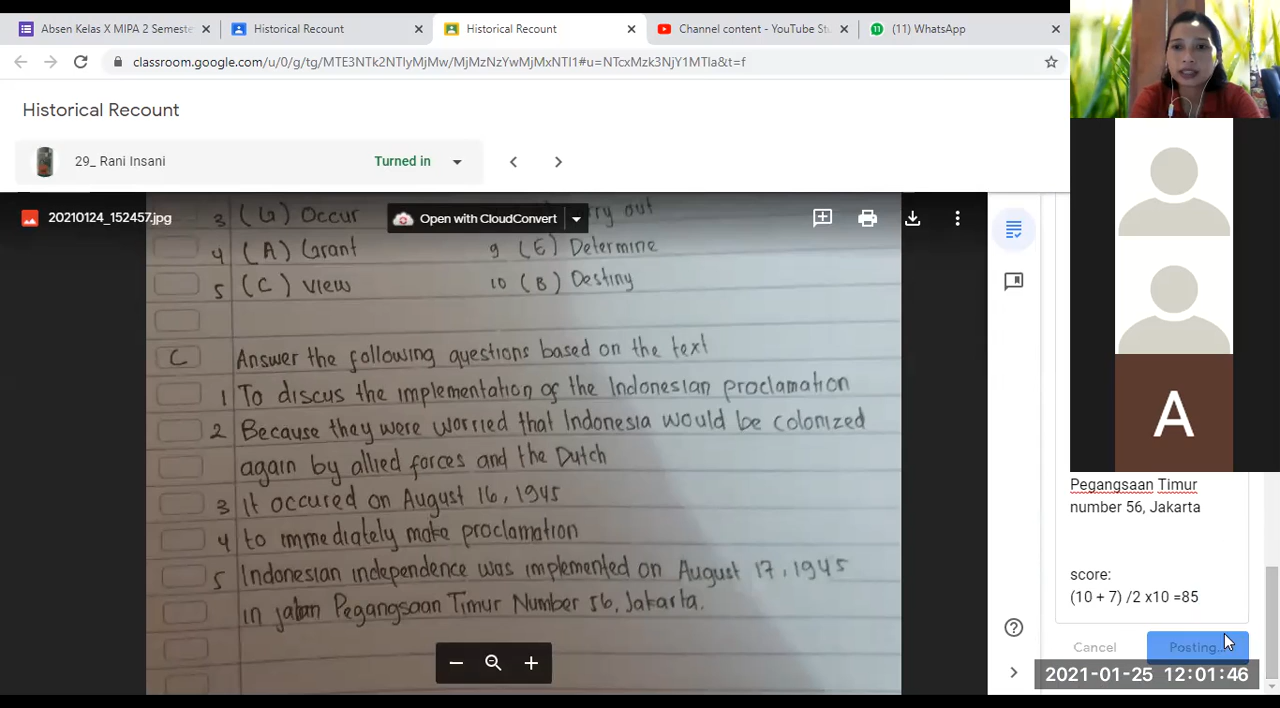 Absen Kelas X MIPA 2 Semeste
Historical Recount
Historical Recount
Channel content - YouTube Stu
(11) WhatsApp
classroom.google.com/u/0/g/tg/MTE3NTk2NTIyMjMw/MjMzNzYwMjMxNTI1#u=NTcxMzk3NjY1MTIa&t=f
Historical Recount
29_ Rani Insani
Turned in
20210124_152457.jpg
Open with CloudConvert
3 (G) Occur
rry out
4 (A) Grant
9 (E) Determine
5 (C) view
10 (B) Destiny
C Answer the following questions based on the text
1 To discus the implementation of the Indonesian proclamation
2 Because they were worried that Indonesia would be colonized
again by allied forces and the Dutch
3 It occured on August 16, 1945
4 to immediately make proclamation
5 Indonesian independence was implemented on August 17, 1945
in jalan Pegangsaan Timur Number 56, Jakarta.
A
Pegangsaan Timur
number 56, Jakarta
score:
(10 + 7) /2 x10 =85
Cancel
Posting...
2021-01-25 12:01:46